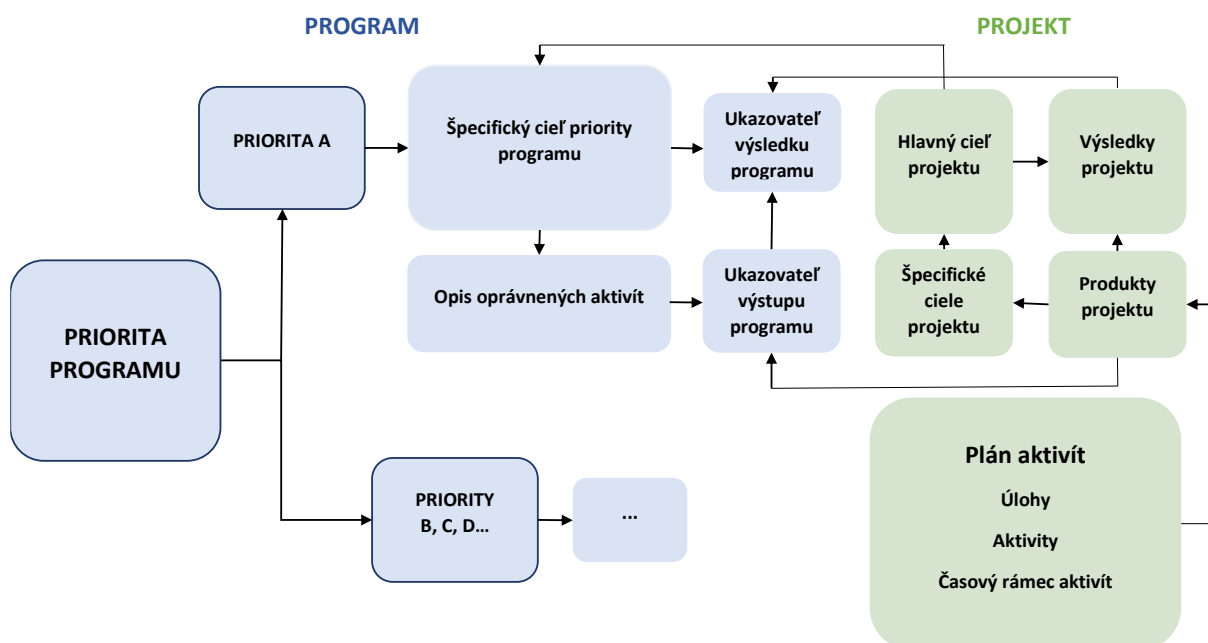 PROGRAM
PROJEKT
PRIORITA A
Špecifický cieľ priority
programu
Ukazovateľ
výsledku
programu
Hlavný cieľ
projektu
Výsledky
projektu
PRIORITA
PROGRAMU
Opis oprávnených aktivít
Ukazovateľ
výstupu
programu
Špecifické
ciele
projektu
Produkty
projektu
PRIORITY
B, C, D...
...
Plán aktivít
Úlohy
Aktivity
Časový rámec aktivít